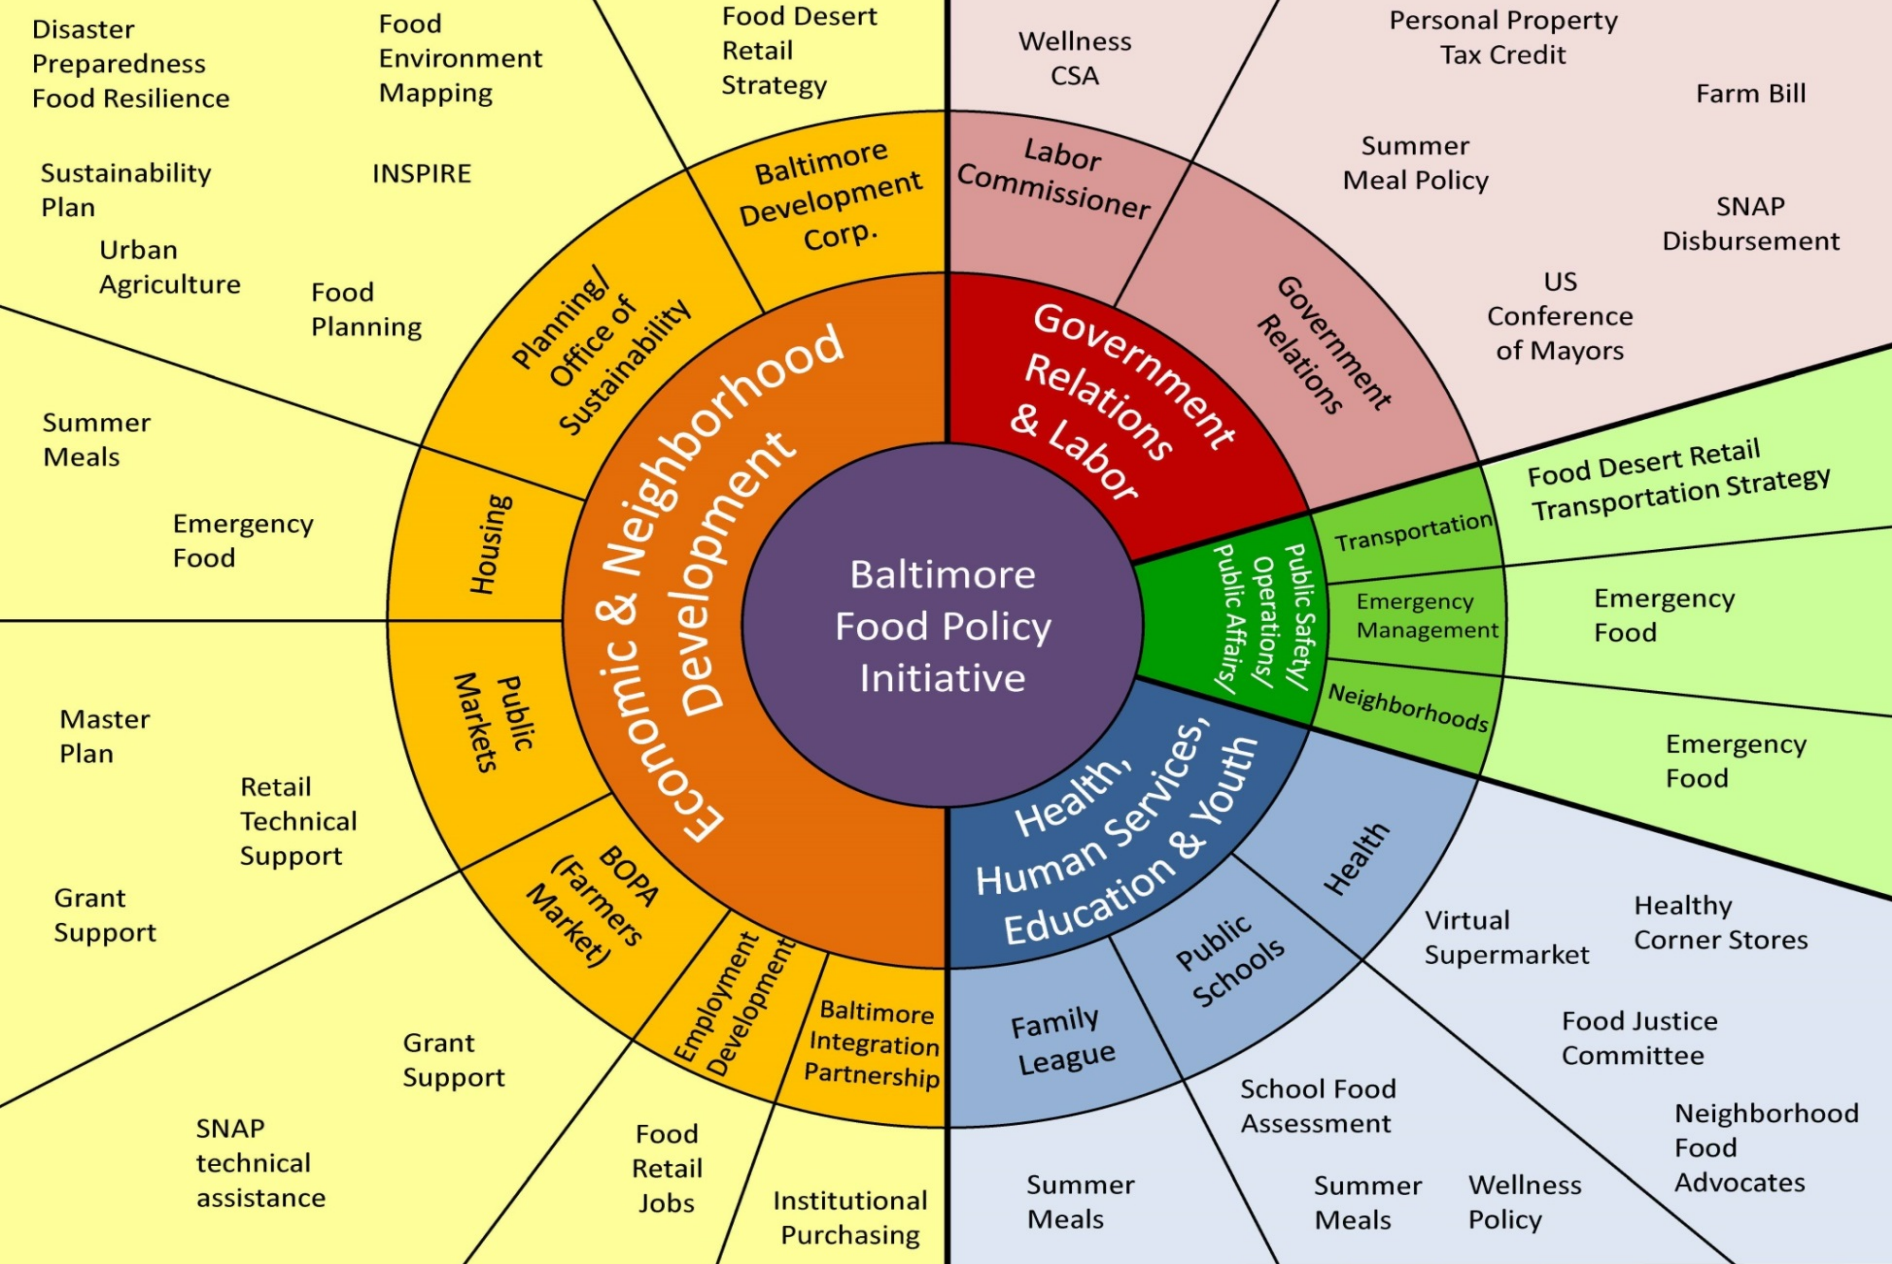 Baltimore
Food Policy
Initiative
Government
Relations
& Labor
Labor
Commissioner
Wellness
CSA
Government
Relations
Personal Property
Tax Credit
Farm Bill
Summer
Meal Policy
SNAP
Disbursement
US
Conference
of Mayors
Public Safety/
Operations/
Public Affairs/
Transportation
Food Desert Retail
Transportation Strategy
Emergency
Management
Emergency
Food
Neighborhoods
Emergency
Food
Health,
Human Services,
Education & Youth
Health
Virtual
Supermarket
Healthy
Corner Stores
Food Justice
Committee
Neighborhood
Food
Advocates
Public
Schools
School Food
Assessment
Summer
Meals
Wellness
Policy
Family
League
Summer
Meals
Economic & Neighborhood
Development
Baltimore
Integration
Partnership
Institutional
Purchasing
Employment
Development
Food
Retail
Jobs
BOPA
(Farmers
Market)
Grant
Support
SNAP
technical
assistance
Public
Markets
Master
Plan
Retail
Technical
Support
Grant
Support
Housing
Summer
Meals
Emergency
Food
Planning/
Office of
Sustainability
Disaster
Preparedness
Food Resilience
Food
Environment
Mapping
Sustainability
Plan
INSPIRE
Urban
Agriculture
Food
Planning
Baltimore
Development
Corp.
Food Desert
Retail
Strategy